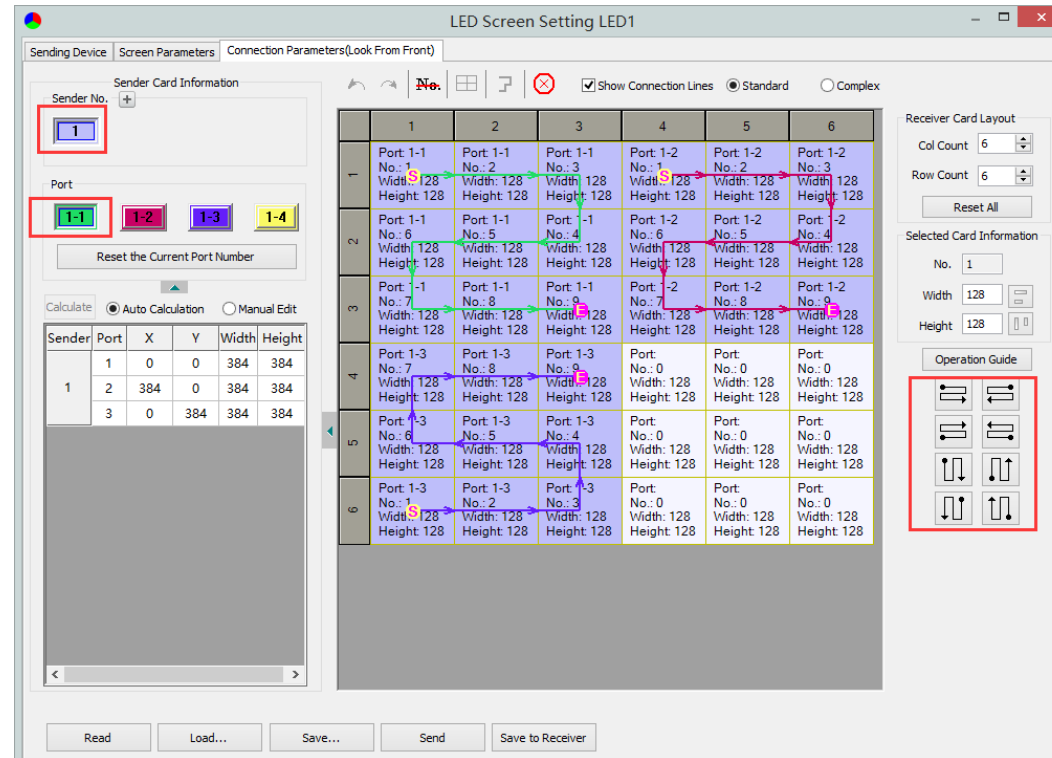 LED Screen Setting LED1
Sending Device Screen Parameters Connection Parameters(Look From Front)
Sender Card Information
Sender No. +
1
Port
1-1 1-2 1-3 1-4
Reset the Current Port Number
Calculate Auto Calculation Manual Edit
Sender Port X Y Width Height
1 0 0 384 384
1 2 384 0 384 384
3 0 384 384 384
No. Show Connection Lines Standard Complex
1 2 3 4 5 6
1
Port: 1-1 Port: 1-1 Port: 1-1 Port: 1-2 Port: 1-2 Port: 1-2
No.: 1 No.: 2 No.: 3 No.: 1 No.: 2 No.: 3
Width: 128 Width: 128 Width: 128 Width: 128 Width: 128 Width: 128
Height: 128 Height: 128 Height: 128 Height: 128 Height: 128 Height: 128
S S
2
Port: 1-1 Port: 1-1 Port: 1-1 Port: 1-2 Port: 1-2 Port: 1-2
No.: 6 No.: 5 No.: 4 No.: 6 No.: 5 No.: 4
Width: 128 Width: 128 Width: 128 Width: 128 Width: 128 Width: 128
Height: 128 Height: 128 Height: 128 Height: 128 Height: 128 Height: 128
3
Port: 1-1 Port: 1-1 Port: 1-1 Port: 1-2 Port: 1-2 Port: 1-2
No.: 7 No.: 8 No.: 9 No.: 7 No.: 8 No.: 9
Width: 128 Width: 128 Width: 128 Width: 128 Width: 128 Width: 128
Height: 128 Height: 128 Height: 128 Height: 128 Height: 128 Height: 128
E E
4
Port: 1-3 Port: 1-3 Port: 1-3 Port: Port: Port:
No.: 7 No.: 8 No.: 9 No.: 0 No.: 0 No.: 0
Width: 128 Width: 128 Width: 128 Width: 128 Width: 128 Width: 128
Height: 128 Height: 128 Height: 128 Height: 128 Height: 128 Height: 128
E
5
Port: 1-3 Port: 1-3 Port: 1-3 Port: Port: Port:
No.: 6 No.: 5 No.: 4 No.: 0 No.: 0 No.: 0
Width: 128 Width: 128 Width: 128 Width: 128 Width: 128 Width: 128
Height: 128 Height: 128 Height: 128 Height: 128 Height: 128 Height: 128
6
Port: 1-3 Port: 1-3 Port: 1-3 Port: Port: Port:
No.: 1 No.: 2 No.: 3 No.: 0 No.: 0 No.: 0
Width: 128 Width: 128 Width: 128 Width: 128 Width: 128 Width: 128
Height: 128 Height: 128 Height: 128 Height: 128 Height: 128 Height: 128
S
Receiver Card Layout
Col Count 6
Row Count 6
Reset All
Selected Card Information
No. 1
Width 128
Height 128
Operation Guide
Read Load... Save... Send Save to Receiver